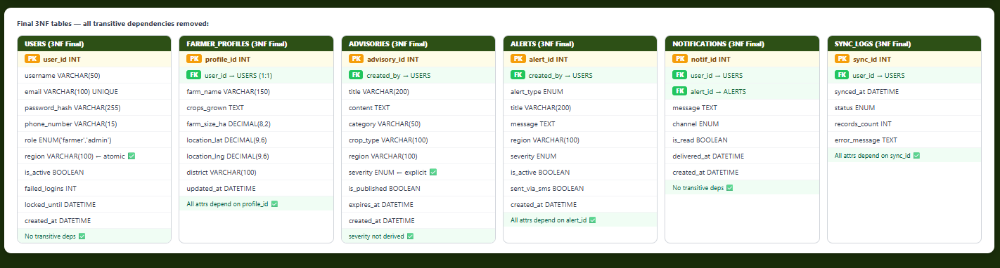 Final 3NF tables — all transitive dependencies removed:
USERS (3NF Final)
PK user_id INT
username VARCHAR(50)
email VARCHAR(100) UNIQUE
password_hash VARCHAR(255)
phone_number VARCHAR(15)
role ENUM('farmer','admin')
region VARCHAR(100) ← atomic ✅
is_active BOOLEAN
failed_logins INT
locked_until DATETIME
created_at DATETIME
No transitive deps ✅
FARMER_PROFILES (3NF Final)
PK profile_id INT
FK user_id → USERS (1:1)
farm_name VARCHAR(150)
crops_grown TEXT
farm_size_ha DECIMAL(8,2)
location_lat DECIMAL(9,6)
location_lng DECIMAL(9,6)
district VARCHAR(100)
updated_at DATETIME
All attrs depend on profile_id ✅
ADVISORIES (3NF Final)
PK advisory_id INT
FK created_by → USERS
title VARCHAR(200)
content TEXT
category VARCHAR(50)
crop_type VARCHAR(100)
region VARCHAR(100)
severity ENUM ← explicit ✅
is_published BOOLEAN
expires_at DATETIME
created_at DATETIME
severity not derived ✅
ALERTS (3NF Final)
PK alert_id INT
FK created_by → USERS
alert_type ENUM
title VARCHAR(200)
message TEXT
region VARCHAR(100)
severity ENUM
is_active BOOLEAN
sent_via_sms BOOLEAN
created_at DATETIME
All attrs depend on alert_id ✅
NOTIFICATIONS (3NF Final)
PK notif_id INT
FK user_id → USERS
FK alert_id → ALERTS
message TEXT
channel ENUM
is_read BOOLEAN
delivered_at DATETIME
created_at DATETIME
No transitive deps ✅
SYNC_LOGS (3NF Final)
PK sync_id INT
FK user_id → USERS
synced_at DATETIME
status ENUM
records_count INT
error_message TEXT
All attrs depend on sync_id ✅